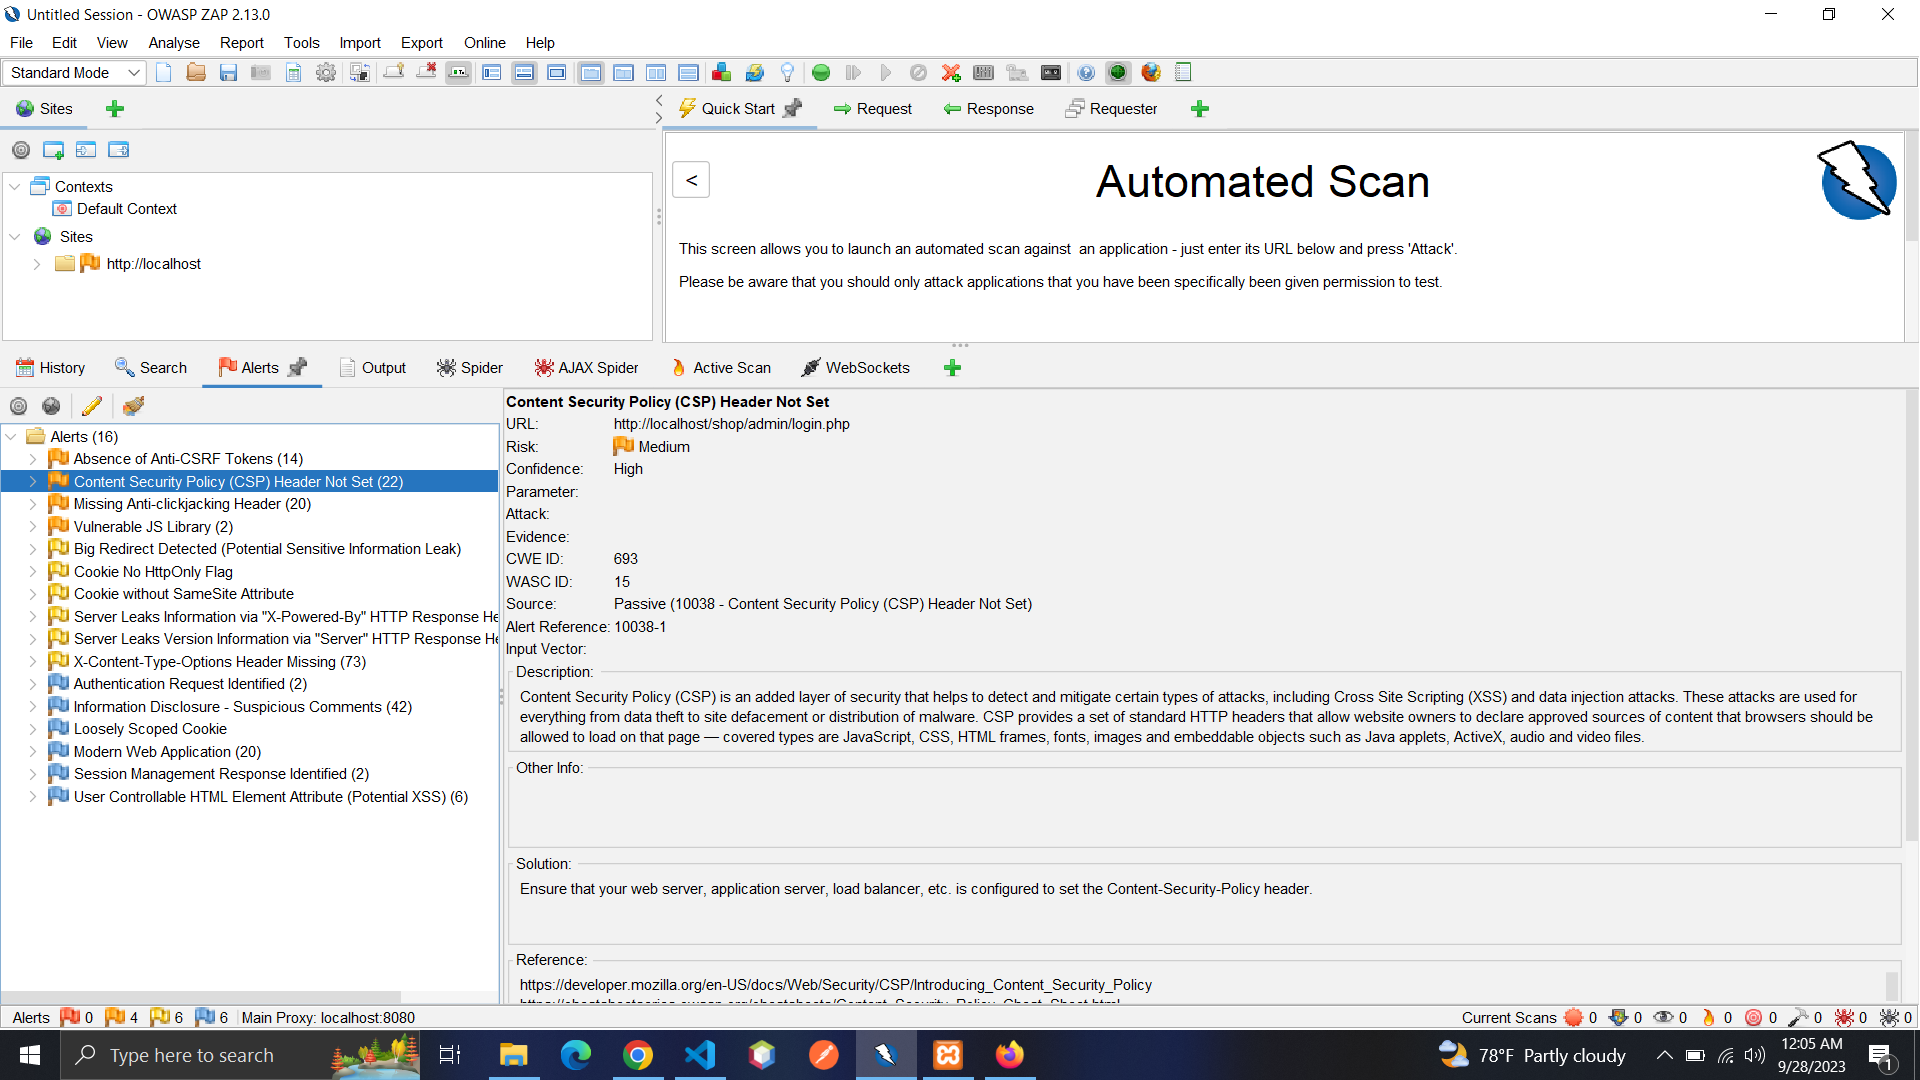 Untitled Session - OWASP ZAP 2.13.0
File Edit View Analyse Report Tools Import Export Online Help
Standard Mode
Sites
Quick Start Request Response Requester
Contexts
Default Context
Sites
http://localhost
<
Automated Scan
This screen allows you to launch an automated scan against  an application - just enter its URL below and press 'Attack'.
Please be aware that you should only attack applications that you have been specifically been given permission to test.
History Search Alerts Output Spider AJAX Spider Active Scan WebSockets
Alerts (16)
Absence of Anti-CSRF Tokens (14)
Content Security Policy (CSP) Header Not Set (22)
Missing Anti-clickjacking Header (20)
Vulnerable JS Library (2)
Big Redirect Detected (Potential Sensitive Information Leak)
Cookie No HttpOnly Flag
Cookie without SameSite Attribute
Server Leaks Information via "X-Powered-By" HTTP Response He
Server Leaks Version Information via "Server" HTTP Response He
X-Content-Type-Options Header Missing (73)
Authentication Request Identified (2)
Information Disclosure - Suspicious Comments (42)
Loosely Scoped Cookie
Modern Web Application (20)
Session Management Response Identified (2)
User Controllable HTML Element Attribute (Potential XSS) (6)
Content Security Policy (CSP) Header Not Set
URL: http://localhost/shop/admin/login.php
Risk: Medium
Confidence: High
Parameter:
Attack:
Evidence:
CWE ID: 693
WASC ID: 15
Source: Passive (10038 - Content Security Policy (CSP) Header Not Set)
Alert Reference: 10038-1
Input Vector:
Description:
Content Security Policy (CSP) is an added layer of security that helps to detect and mitigate certain types of attacks, including Cross Site Scripting (XSS) and data injection attacks. These attacks are used for
everything from data theft to site defacement or distribution of malware. CSP provides a set of standard HTTP headers that allow website owners to declare approved sources of content that browsers should be
allowed to load on that page — covered types are JavaScript, CSS, HTML frames, fonts, images and embeddable objects such as Java applets, ActiveX, audio and video files.
Other Info:
Solution:
Ensure that your web server, application server, load balancer, etc. is configured to set the Content-Security-Policy header.
Reference:
https://developer.mozilla.org/en-US/docs/Web/Security/CSP/Introducing_Content_Security_Policy
Alerts 0 4 6 6 Main Proxy: localhost:8080
Current Scans 0 0 0 0 0 0 0 0
Type here to search
78°F Partly cloudy
12:05 AM
9/28/2023
1